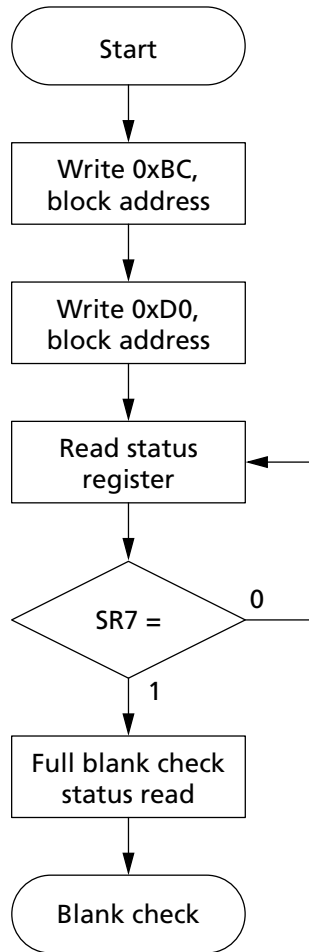 Start
Write 0xBC,
block address
Write 0xD0,
block address
Read status
register
0
SR7 =
1
Full blank check
status read
Blank check